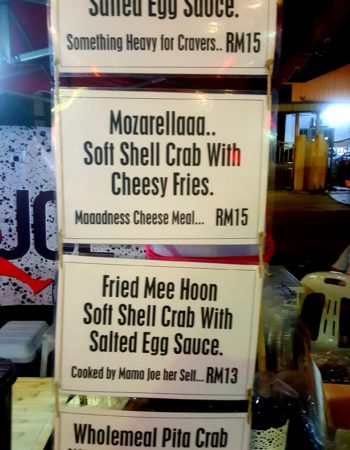 Salted Egg Sauce.
Something Heavy for Cravers.. RM15
Mozarellaaa..
Soft Shell Crab With
Cheesy Fries.
Maaadness Cheese Meal... RM15
JOE
Fried Mee Hoon
Soft Shell Crab With
Salted Egg Sauce.
Cooked by Mama Joe her Self... RM13
Wholemeal Pita Crab